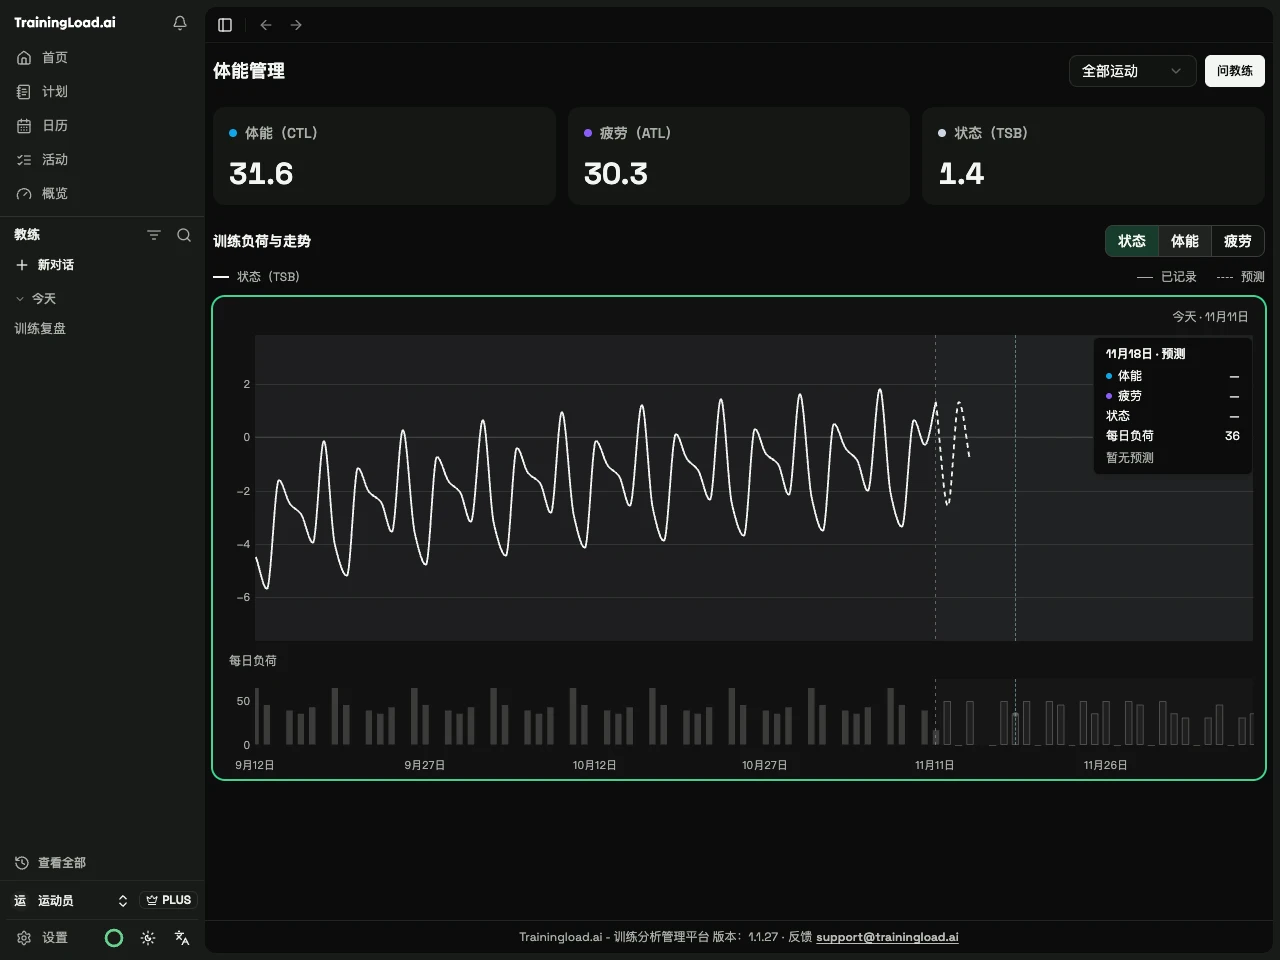 TrainingLoad.ai
首页
计划
日历
活动
概览
教练
新对话
今天
训练复盘
查看全部
运 运动员 PLUS
设置
体能管理
全部运动
问教练
体能（CTL）
31.6
疲劳（ATL）
30.3
状态（TSB）
1.4
训练负荷与走势
状态 体能 疲劳
状态（TSB）
已记录 预测
今天 · 11月11日
2
0
−2
−4
−6
11月18日 · 预测
体能 —
疲劳 —
状态 —
每日负荷 36
暂无预测
每日负荷
50
0
9月12日 9月27日 10月12日 10月27日 11月11日 11月26日
Trainingload.ai - 训练分析管理平台 版本：1.1.27 · 反馈 support@trainingload.ai